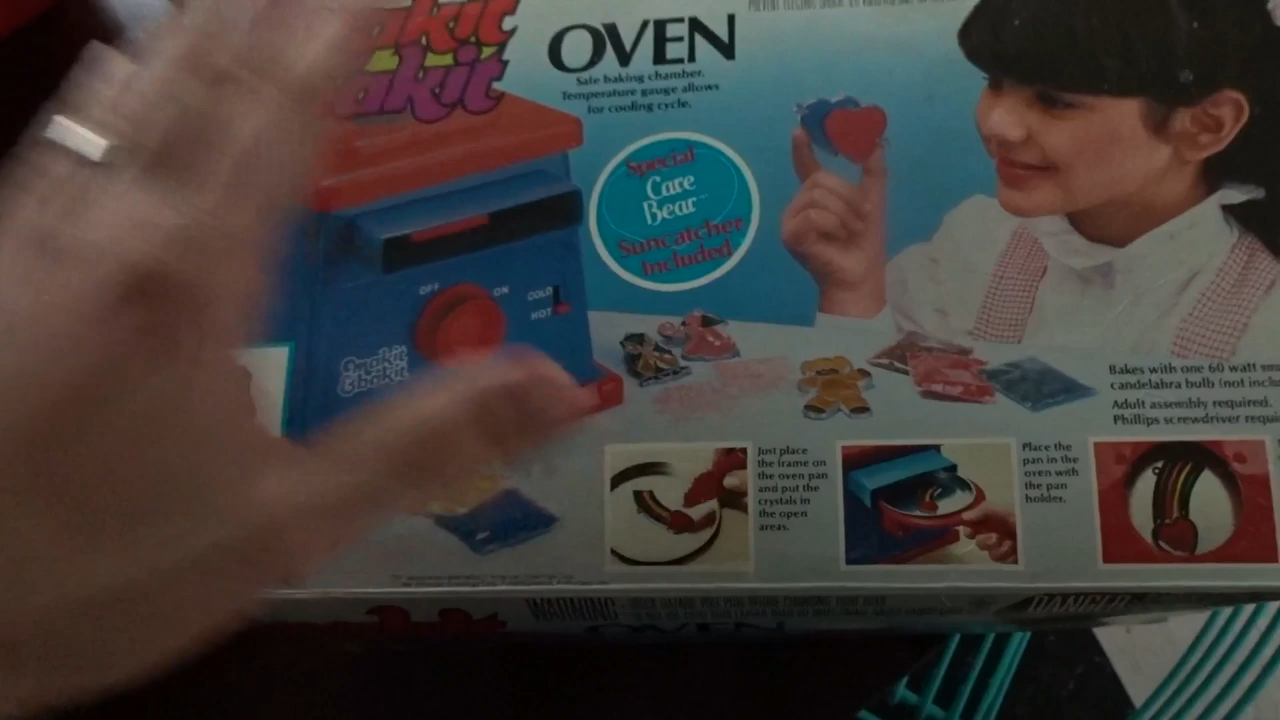 OVEN
Safe baking chamber.
Temperature gauge allows
for cooling cycle.
Special
Care
Bear
Suncatcher
Included
OFF
ON
COLD
HOT
makit
& bakit
Bakes with one 60 watt
candelabra bulb (not
Adult assembly required.
Phillips screwdriver
Just place
the frame on
the oven pan
and put the
crystals in
the open
areas.
Place the
pan in the
oven with
the pan
holder.
WARNING
OVEN
DANGER